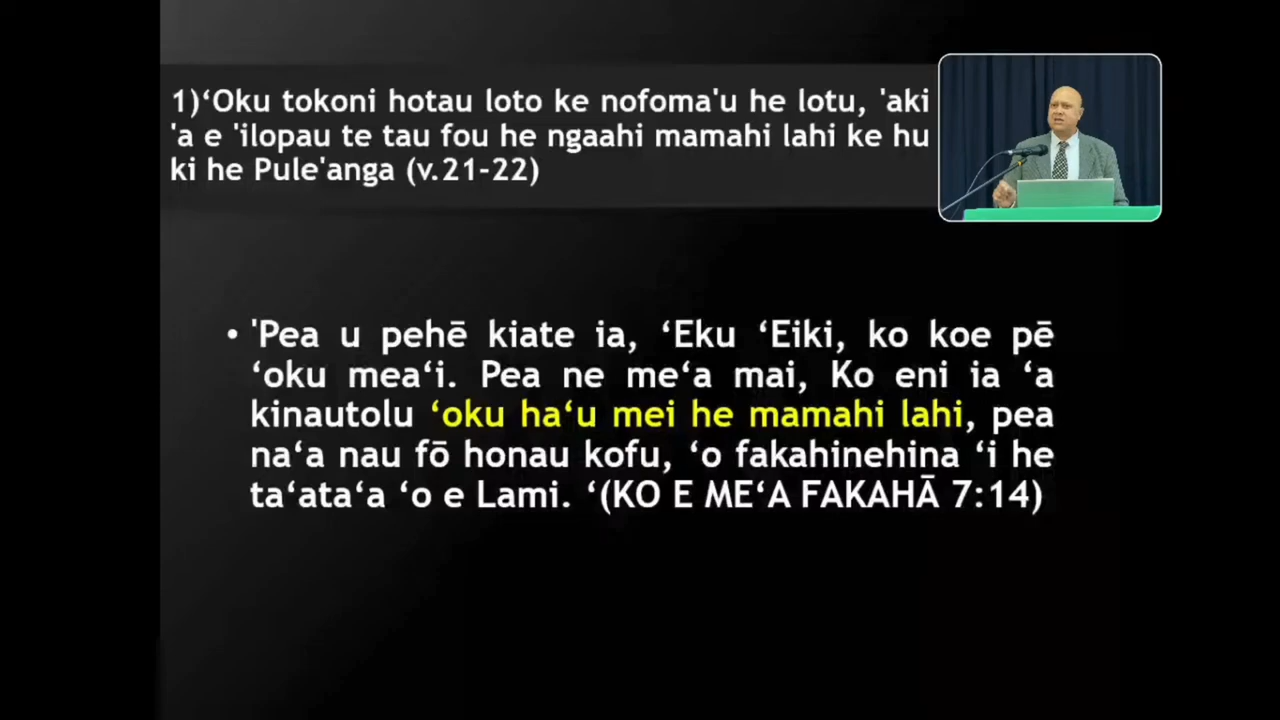 1)‘Oku tokoni hotau loto ke nofoma'u he lotu, 'aki
'a e 'ilopau te tau fou he ngaahi mamahi lahi ke hu
ki he Pule'anga (v.21-22)
• 'Pea u pehē kiate ia, ‘Eku ‘Eiki, ko koe pē
‘oku mea‘i. Pea ne me‘a mai, Ko eni ia ‘a
kinautolu ‘oku ha‘u mei he mamahi lahi, pea
na‘a nau fō honau kofu, ‘o fakahinehina ‘i he
ta‘ata‘a ‘o e Lami. ‘(KO E ME‘A FAKAHĀ 7:14)